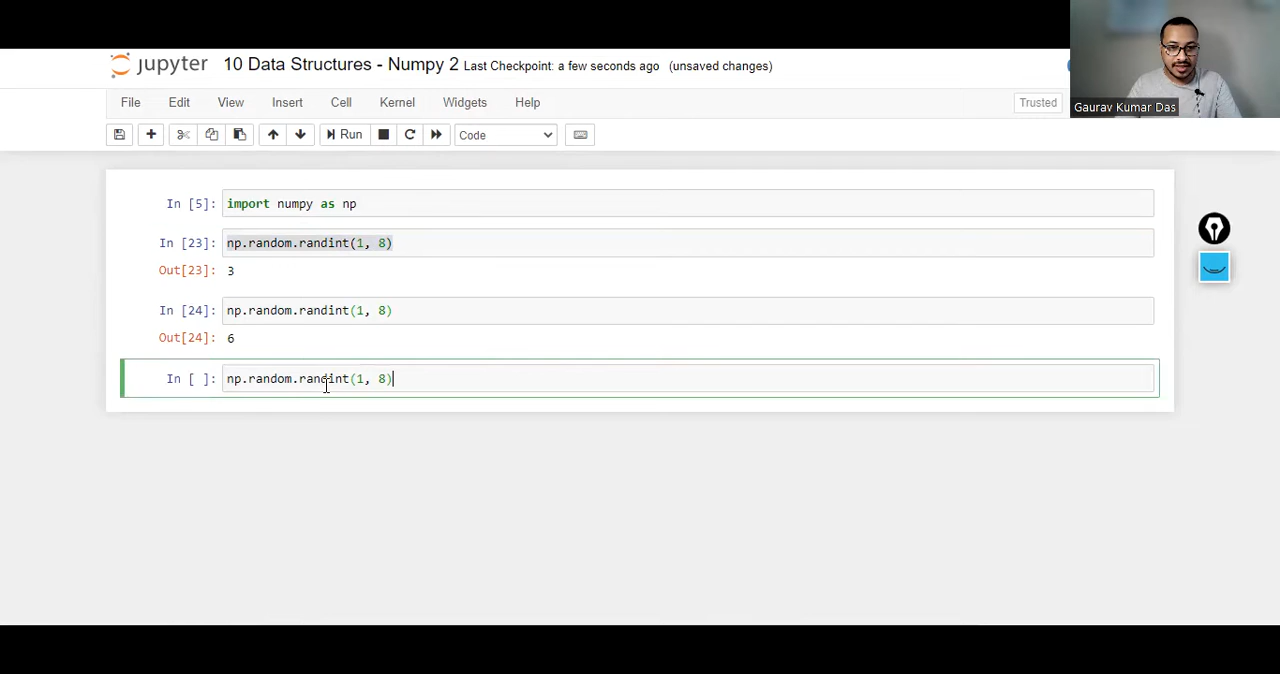 jupyter 10 Data Structures - Numpy 2 Last Checkpoint: a few seconds ago (unsaved changes)
Gaurav Kumar Das
File Edit View Insert Cell Kernel Widgets Help Trusted
Run Code
In [5]: import numpy as np
In [23]: np.random.randint(1, 8)
Out[23]: 3
In [24]: np.random.randint(1, 8)
Out[24]: 6
In [ ]: np.random.randint(1, 8)